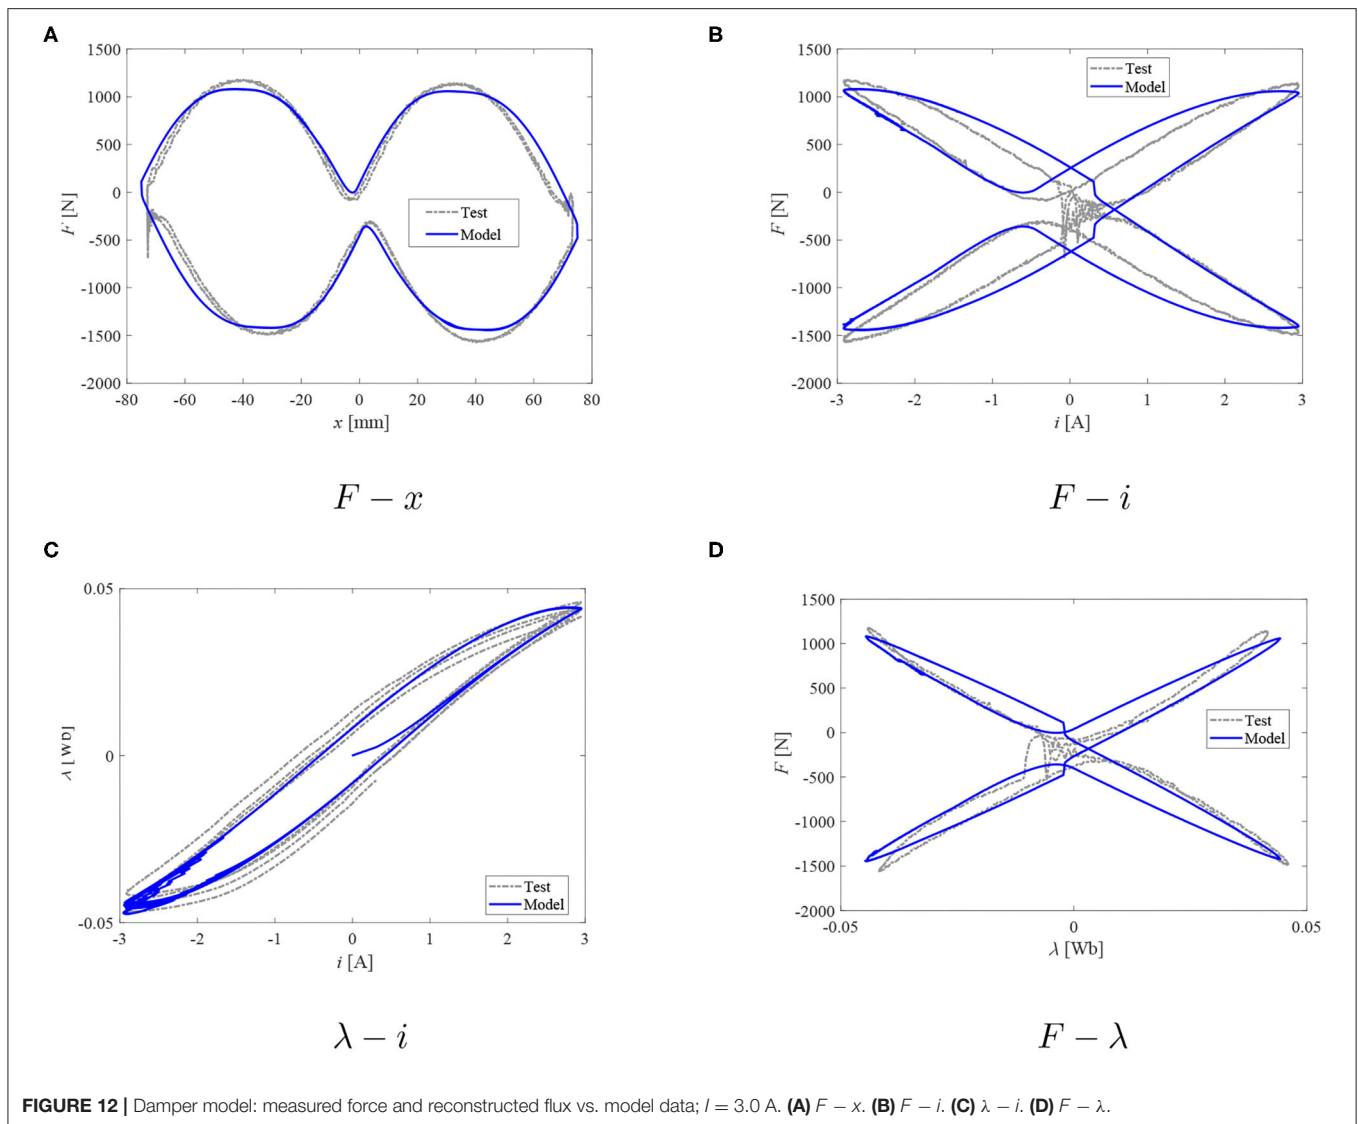 A
1500
1000
500
0
-500
-1000
-1500
-2000
F [N]
Test
Model
-80 -60 -40 -20 0 20 40 60 80
x [mm]
F − x
B
1500
1000
500
0
-500
-1000
-1500
-2000
F [N]
Test
Model
-3 -2 -1 0 1 2 3
i [A]
F − i
C
0.05
0
-0.05
λ [Wb]
Test
Model
-3 -2 -1 0 1 2 3
i [A]
λ − i
D
1500
1000
500
0
-500
-1000
-1500
-2000
F [N]
Test
Model
-0.05 0 0.05
λ [Wb]
F − λ
FIGURE 12 | Damper model: measured force and reconstructed flux vs. model data; I = 3.0 A. (A) F − x. (B) F − i. (C) λ − i. (D) F − λ.